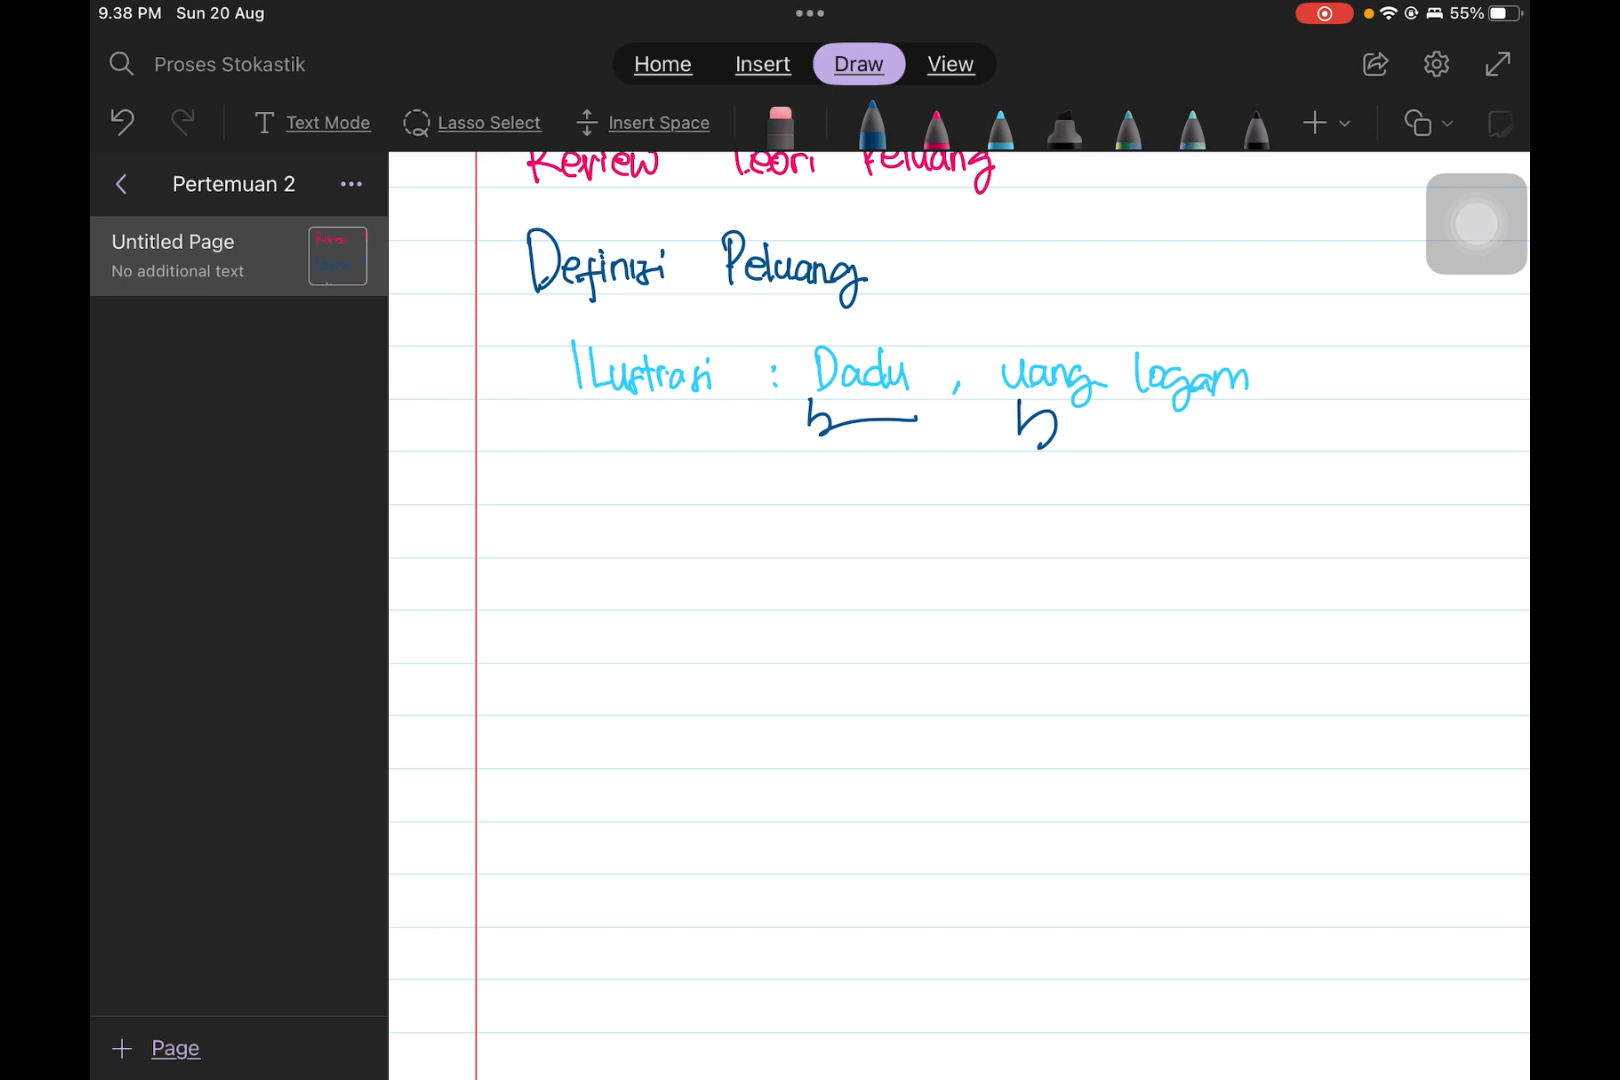 9.38 PM Sun 20 Aug
55%
Proses Stokastik
Home Insert Draw View
Text Mode Lasso Select Insert Space
Pertemuan 2
Untitled Page
No additional text
Review Teori Peluang
Definisi Peluang
Ilustrasi : Dadu , uang logam
Page